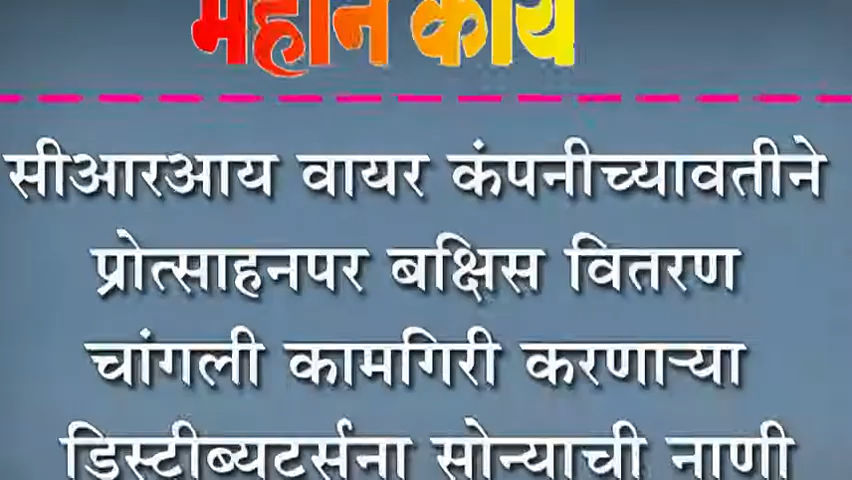 महान कार्य
सीआरआय वायर कंपनीच्यावतीने
प्रोत्साहनपर बक्षिस वितरण
चांगली कामगिरी करणाऱ्या
डिस्टीब्यटर्सना सोन्याची नाणी